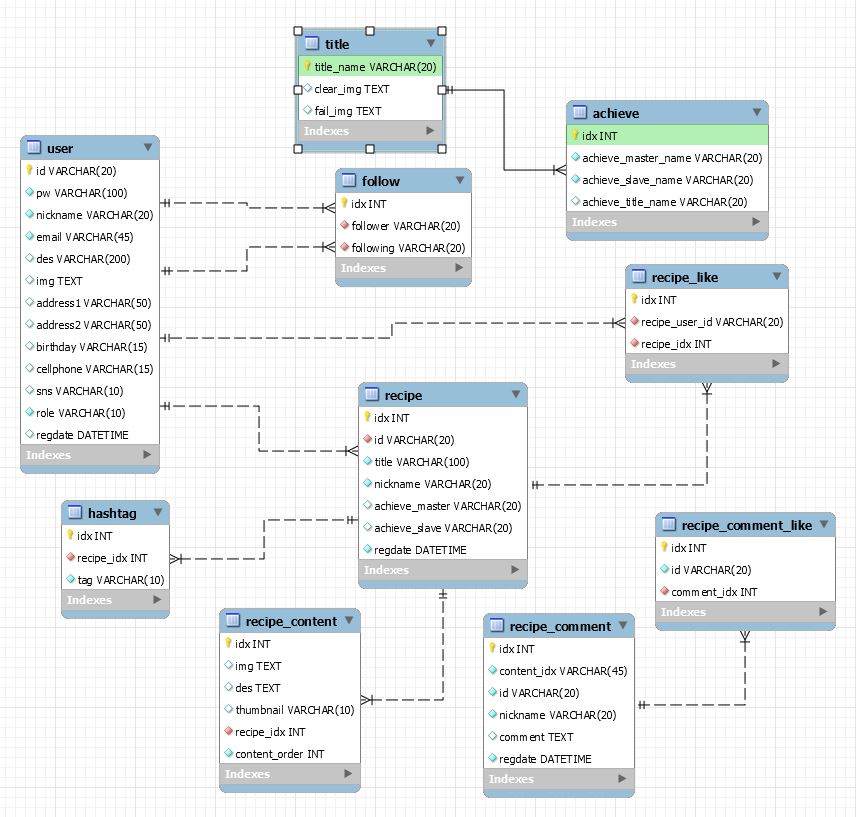 title
title_name VARCHAR(20)
clear_img TEXT
fail_img TEXT
Indexes
achieve
idx INT
achieve_master_name VARCHAR(20)
achieve_slave_name VARCHAR(20)
achieve_title_name VARCHAR(20)
Indexes
user
id VARCHAR(20)
pw VARCHAR(100)
nickname VARCHAR(20)
email VARCHAR(45)
des VARCHAR(200)
img TEXT
address1 VARCHAR(50)
address2 VARCHAR(50)
birthday VARCHAR(15)
cellphone VARCHAR(15)
sns VARCHAR(10)
role VARCHAR(10)
regdate DATETIME
Indexes
follow
idx INT
follower VARCHAR(20)
following VARCHAR(20)
Indexes
recipe_like
idx INT
recipe_user_id VARCHAR(20)
recipe_idx INT
Indexes
recipe
idx INT
id VARCHAR(20)
title VARCHAR(100)
nickname VARCHAR(20)
achieve_master VARCHAR(20)
achieve_slave VARCHAR(20)
regdate DATETIME
Indexes
hashtag
idx INT
recipe_idx INT
tag VARCHAR(10)
Indexes
recipe_comment_like
idx INT
id VARCHAR(20)
comment_idx INT
Indexes
recipe_content
idx INT
img TEXT
des TEXT
thumbnail VARCHAR(10)
recipe_idx INT
content_order INT
Indexes
recipe_comment
idx INT
content_idx VARCHAR(45)
id VARCHAR(20)
nickname VARCHAR(20)
comment TEXT
regdate DATETIME
Indexes